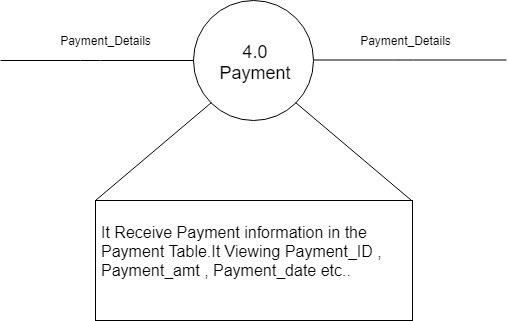 Payment_Details
Payment_Details
4.0
Payment
It Receive Payment information in the
Payment Table.It Viewing Payment_ID ,
Payment_amt , Payment_date etc..